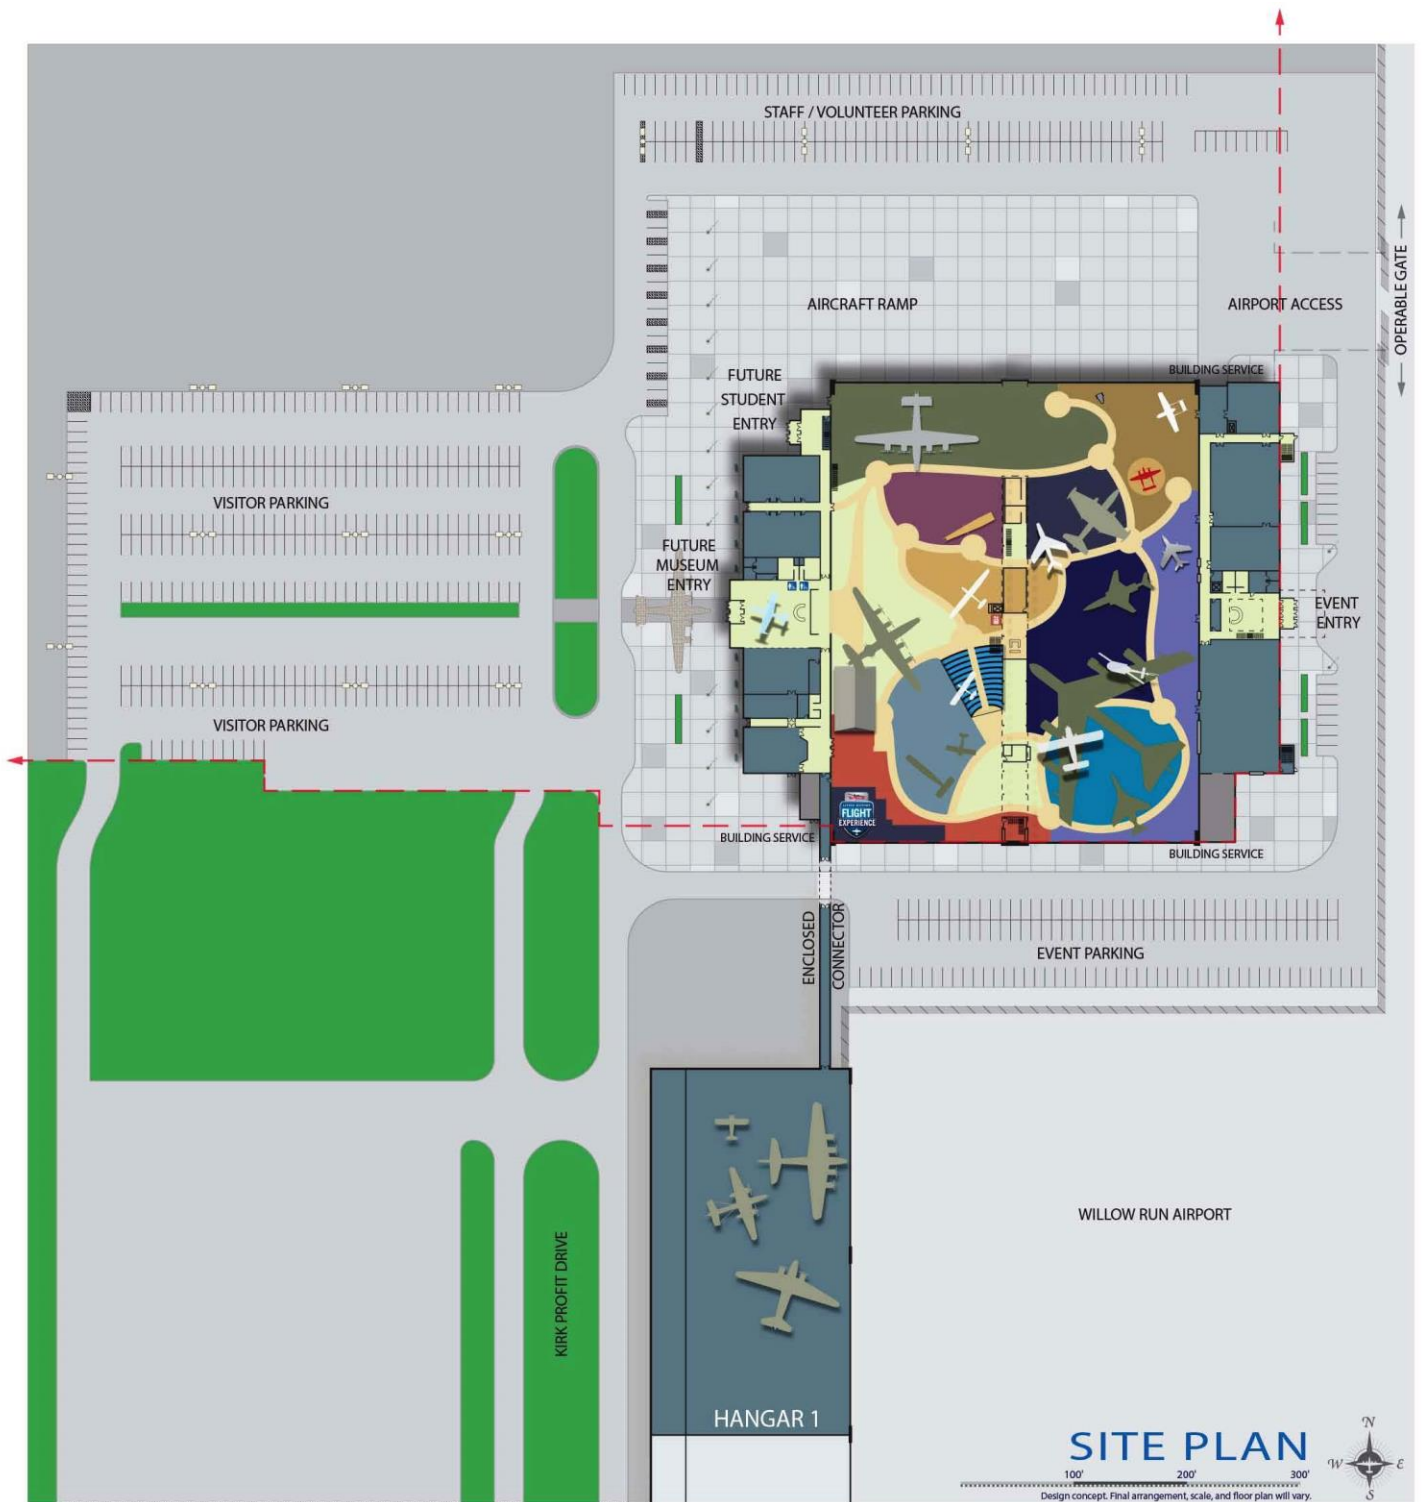 STAFF / VOLUNTEER PARKING
OPERABLE GATE
AIRCRAFT RAMP
AIRPORT ACCESS
BUILDING SERVICE
FUTURE
STUDENT
ENTRY
VISITOR PARKING
FUTURE
MUSEUM
ENTRY
EVENT
ENTRY
VISITOR PARKING
FLIGHT
EXPERIENCE
BUILDING SERVICE
BUILDING SERVICE
ENCLOSED
CONNECTOR
EVENT PARKING
WILLOW RUN AIRPORT
KIRK PROFIT DRIVE
HANGAR 1
SITE PLAN
N
W
E
S
100'
200'
300'
Design concept. Final arrangement, scale, and floor plan will vary.